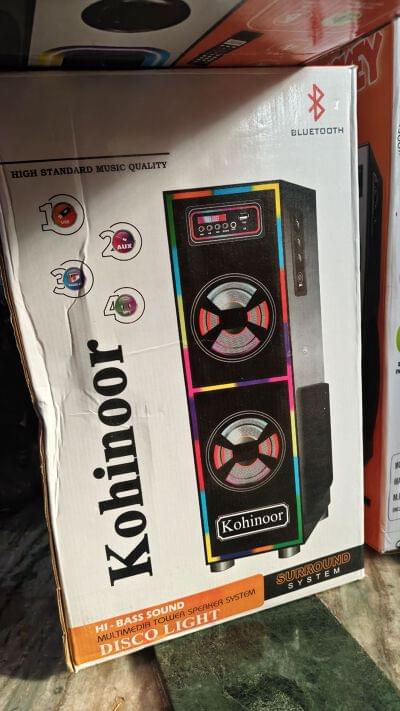 BLUETOOTH
HIGH STANDARD MUSIC QUALITY
1
2
AUX
3
4
Kohinoor
Kohinoor
HI - BASS SOUND
MULTIMEDIA TOWER SPEAKER SYSTEM
DISCO LIGHT
SURROUND
SYSTEM